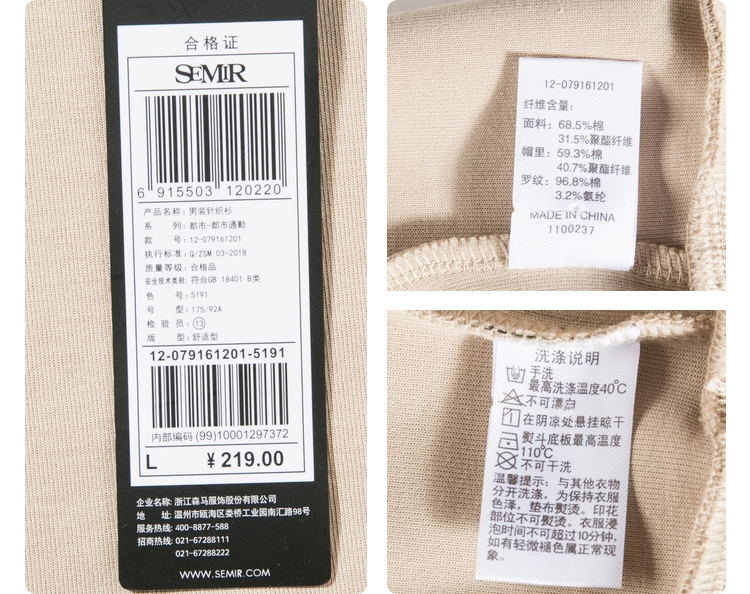 合格证
SEMIR
6 915503 120220
产品名称: 男装针织衫
系 列: 都市-都市通勤
款 号: 12-079161201
执行标准: Q/ZSM 03-2018
质量等级: 合格品
安全技术类别: 符合GB 18401 B类
色 号: 5191
型 号: 175/92A
检 验 员: 13
版 型: 舒适型
12-079161201-5191
内部编码 (99)10001297372
L ¥ 219.00
企业名称: 浙江森马服饰股份有限公司
地 址: 温州市瓯海区娄桥工业园南汇路98号
服务热线: 400-8877-588
招商热线: 021-67288111
021-67288222
WWW.SEMIR.COM
12-079161201
纤维含量:
面料: 68.5%棉
31.5%聚酯纤维
帽里: 59.3%棉
40.7%聚酯纤维
罗纹: 96.8%棉
3.2%氨纶
MADE IN CHINA
1100237
洗涤说明
手洗
最高洗涤温度40℃
不可漂白
在阴凉处悬挂晾干
熨斗底板最高温度
110℃
不可干洗
温馨提示: 与其他衣物
分开洗涤, 为保持衣服
色泽, 垫布熨烫。印花
部位不可熨烫。衣服浸
泡时间不可超过10分钟,
如有轻微褪色属正常现
象。